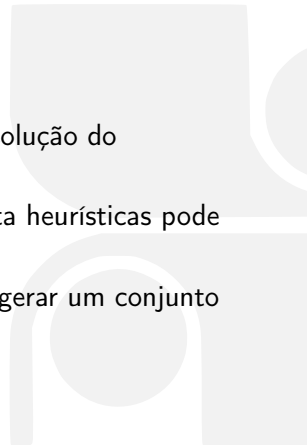 olução do
ta heurísticas pode
gerar um conjunto